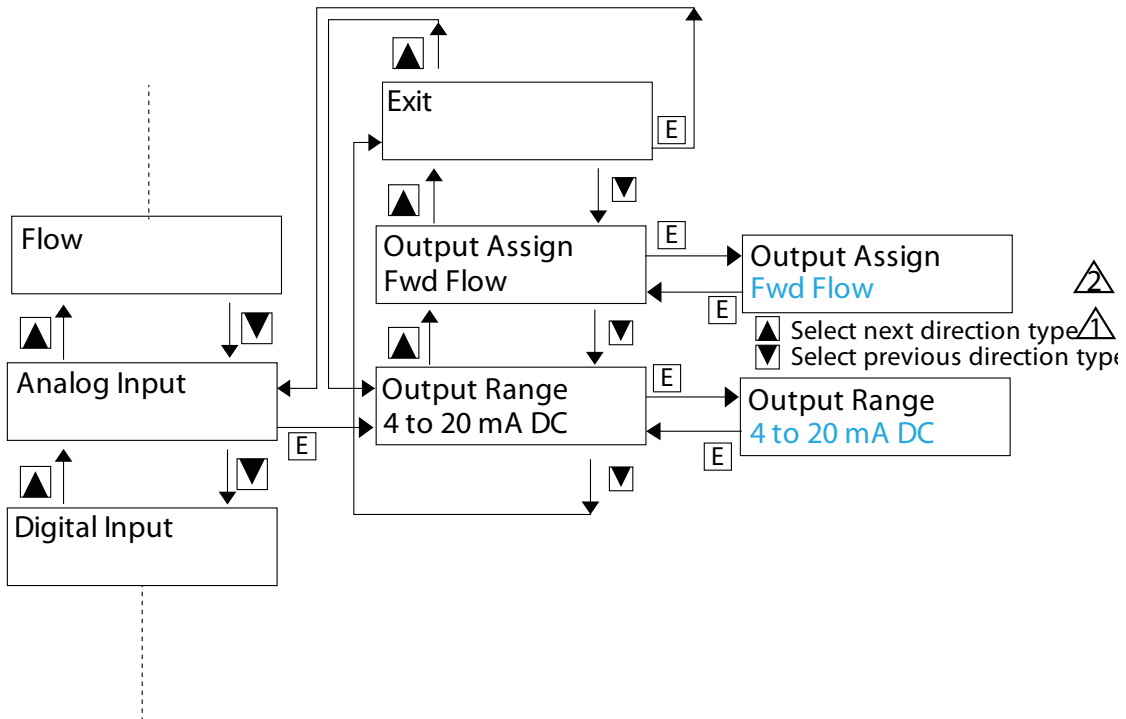 Exit
E
Flow
Output Assign
Fwd Flow
E
Output Assign
Fwd Flow
2
E
Select next direction type
1
Select previous direction type
Analog Input
Output Range
4 to 20 mA DC
E
Output Range
4 to 20 mA DC
E
E
Digital Input